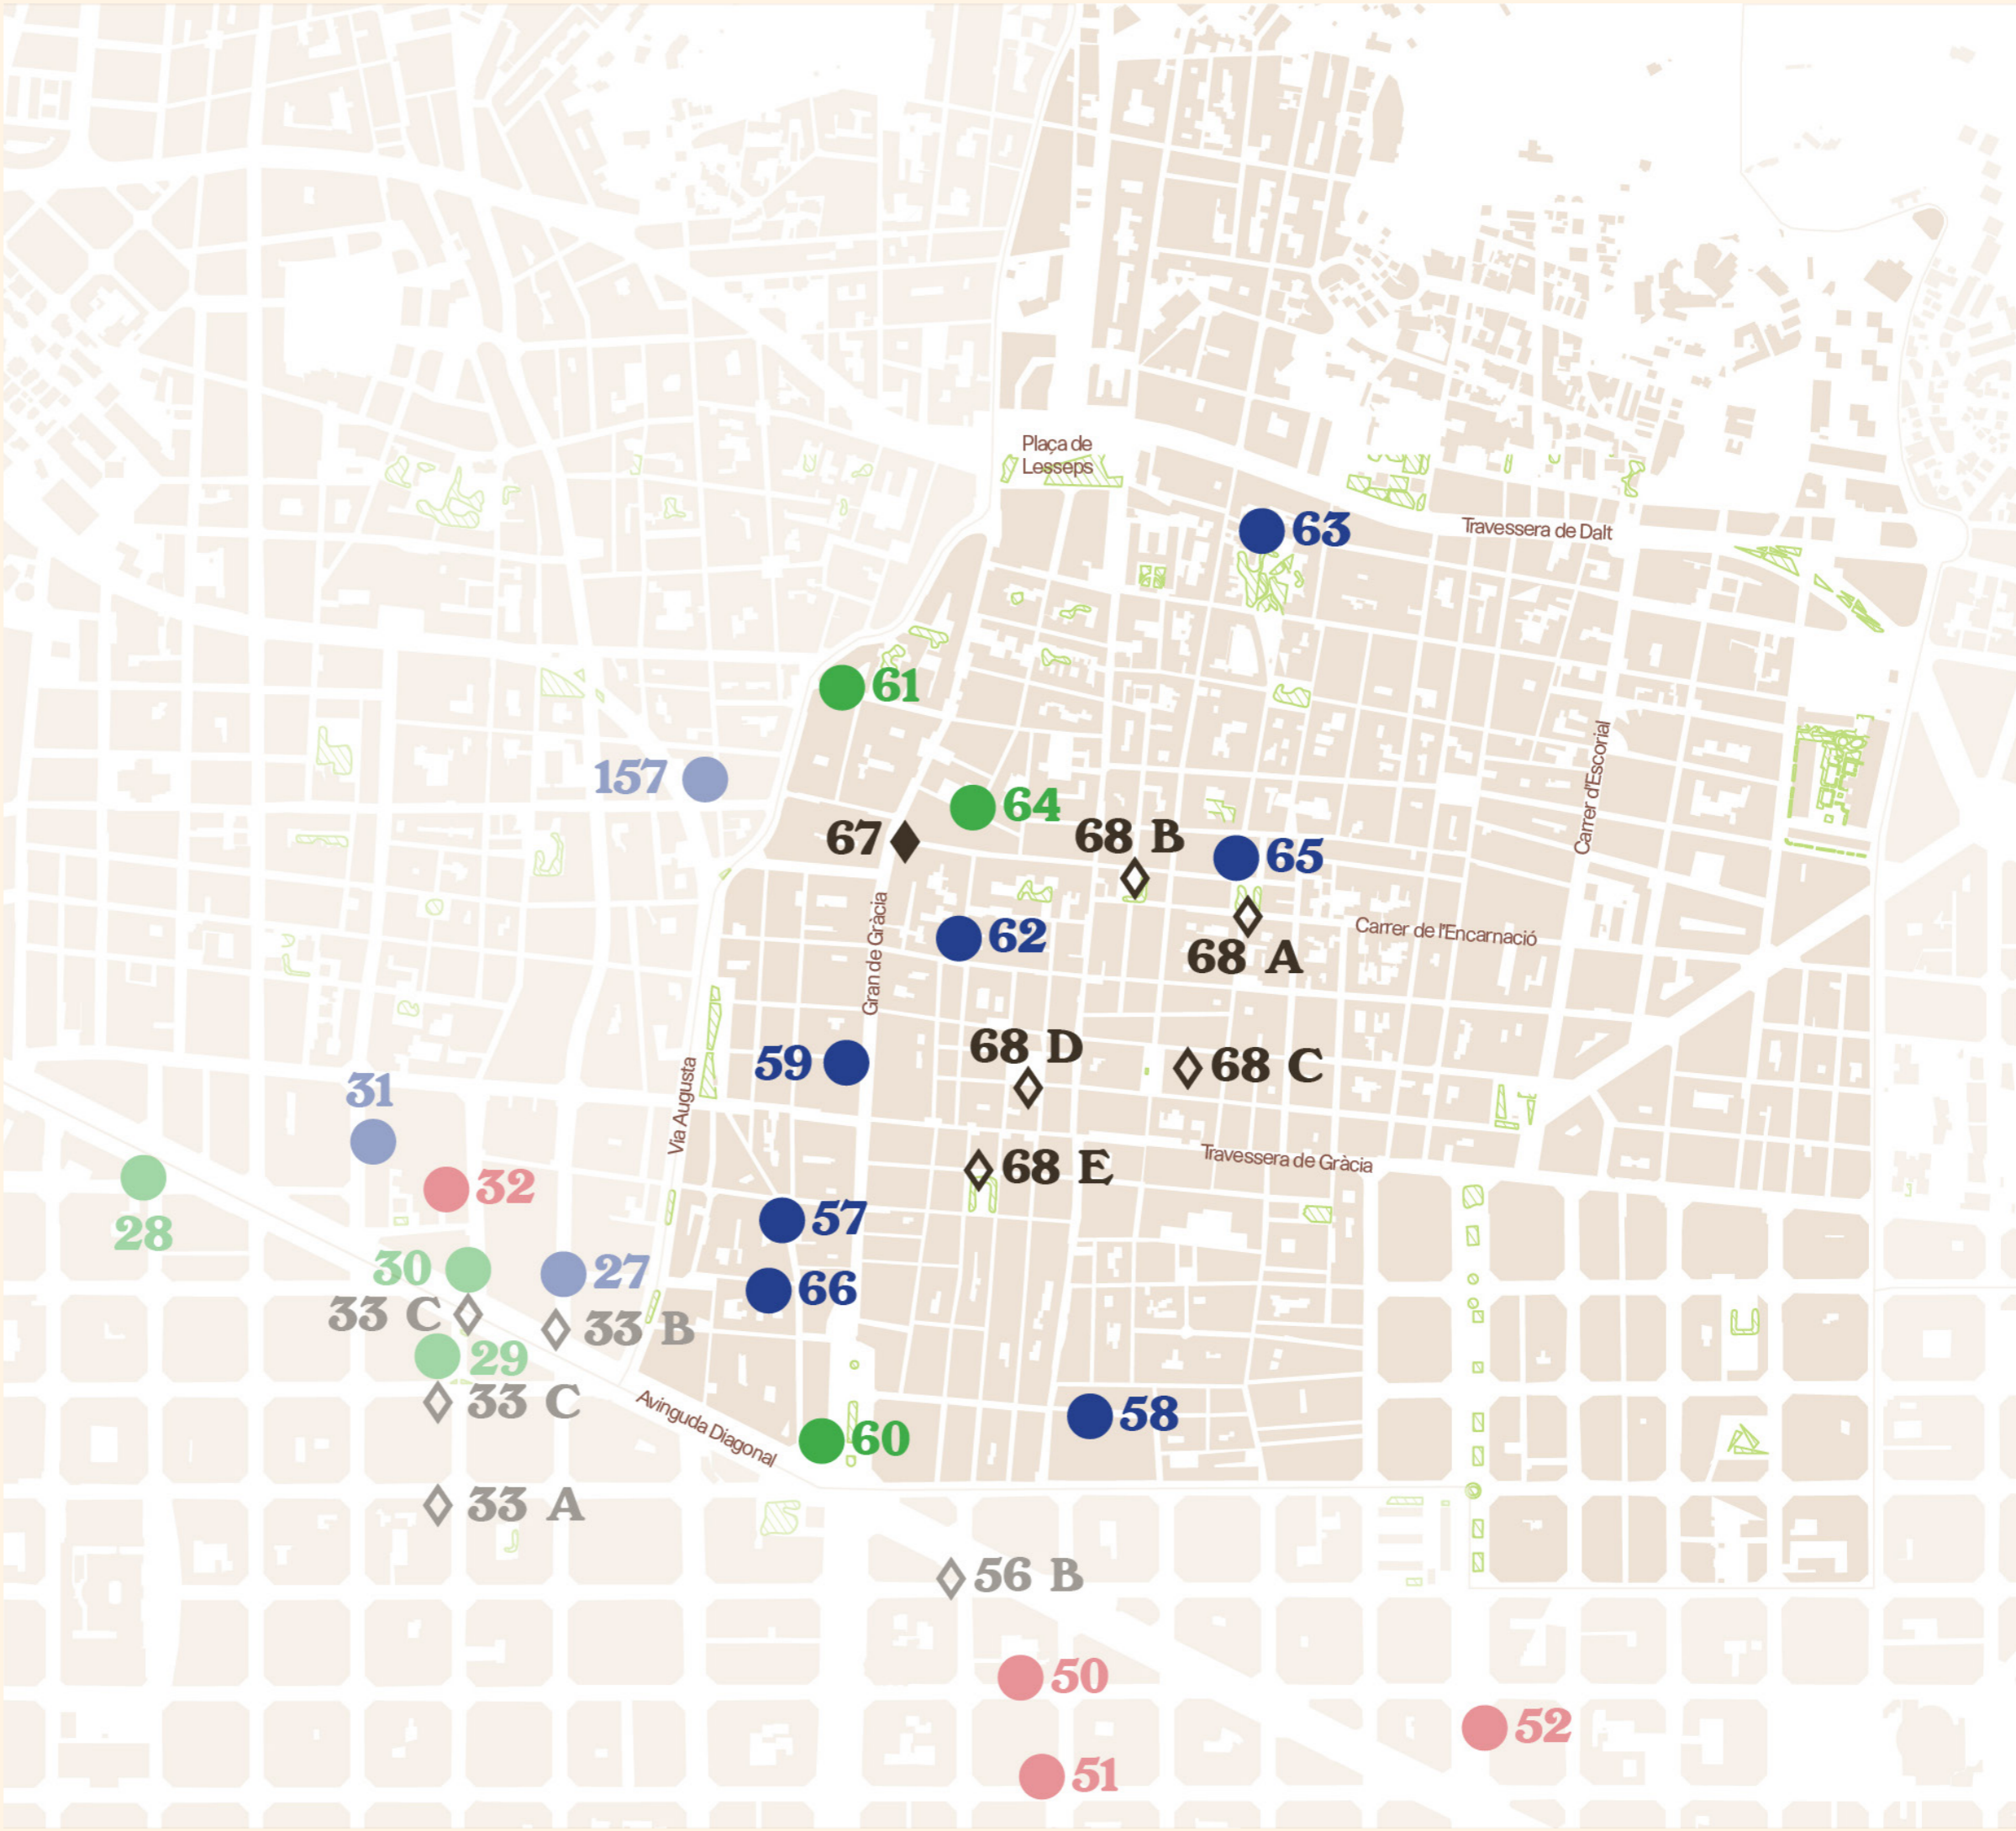 Plaça de
Lesseps
63
Travessera de Dalt
61
Carrer d'Escorial
157
64
67
68 B
65
Gran de Gràcia
62
Carrer de l'Encarnació
68 A
68 D
59
68 C
Via Augusta
31
Travessera de Gràcia
68 E
32
28
57
30
27
66
33 C
33 B
29
33 C
Avinguda Diagonal
58
60
33 A
56 B
50
52
51